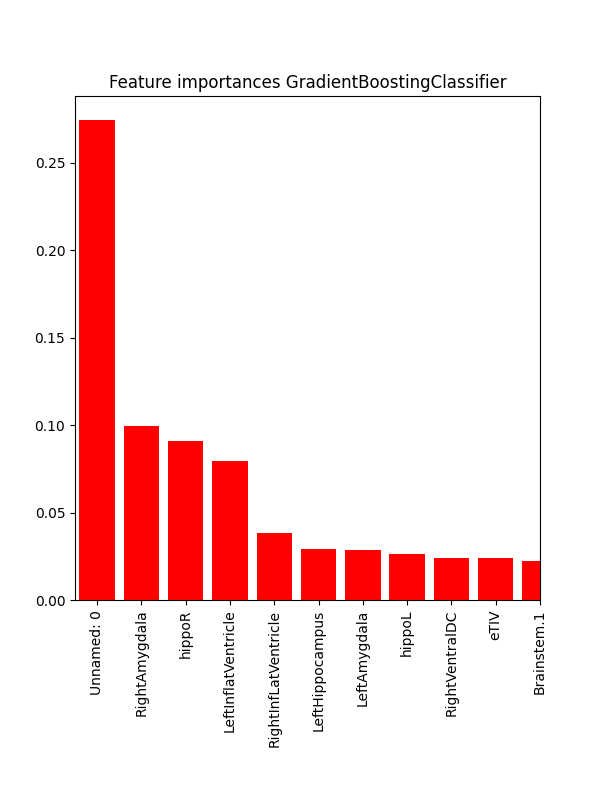 Feature importances GradientBoostingClassifier
0.25
0.20
0.15
0.10
0.05
0.00
Unnamed: 0
RightAmygdala
hippoR
LeftInflatVentricle
RightInfLatVentricle
LeftHippocampus
LeftAmygdala
hippoL
RightVentralDC
eTIV
Brainstem.1